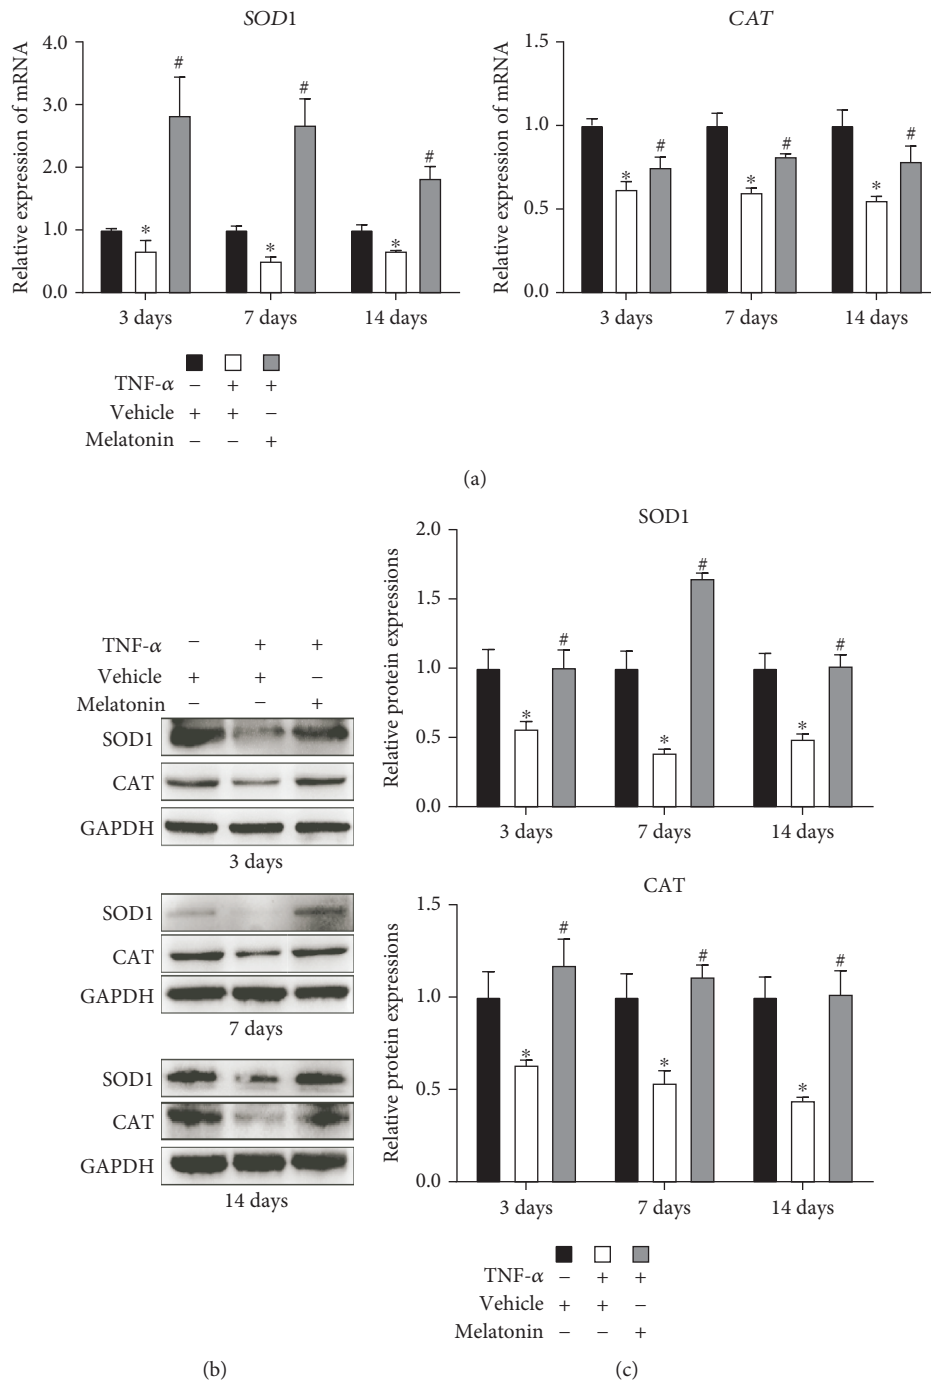 SOD1
Relative expression of mRNA
4.0
3.0
2.0
1.0
0.0
# # #
* * *
3 days 7 days 14 days
CAT
Relative expression of mRNA
1.5
1.0
0.5
0.0
# # #
* * *
3 days 7 days 14 days
TNF-α − + +
Vehicle + + −
Melatonin − − +
(a)
TNF-α − + +
Vehicle + + −
Melatonin − − +
SOD1
CAT
GAPDH
3 days
SOD1
CAT
GAPDH
7 days
SOD1
CAT
GAPDH
14 days
(b)
SOD1
Relative protein expressions
2.0
1.5
1.0
0.5
0.0
# # #
* * *
3 days 7 days 14 days
CAT
Relative protein expressions
1.5
1.0
0.5
0.0
# # #
* * *
3 days 7 days 14 days
TNF-α − + +
Vehicle + + −
Melatonin − − +
(c)